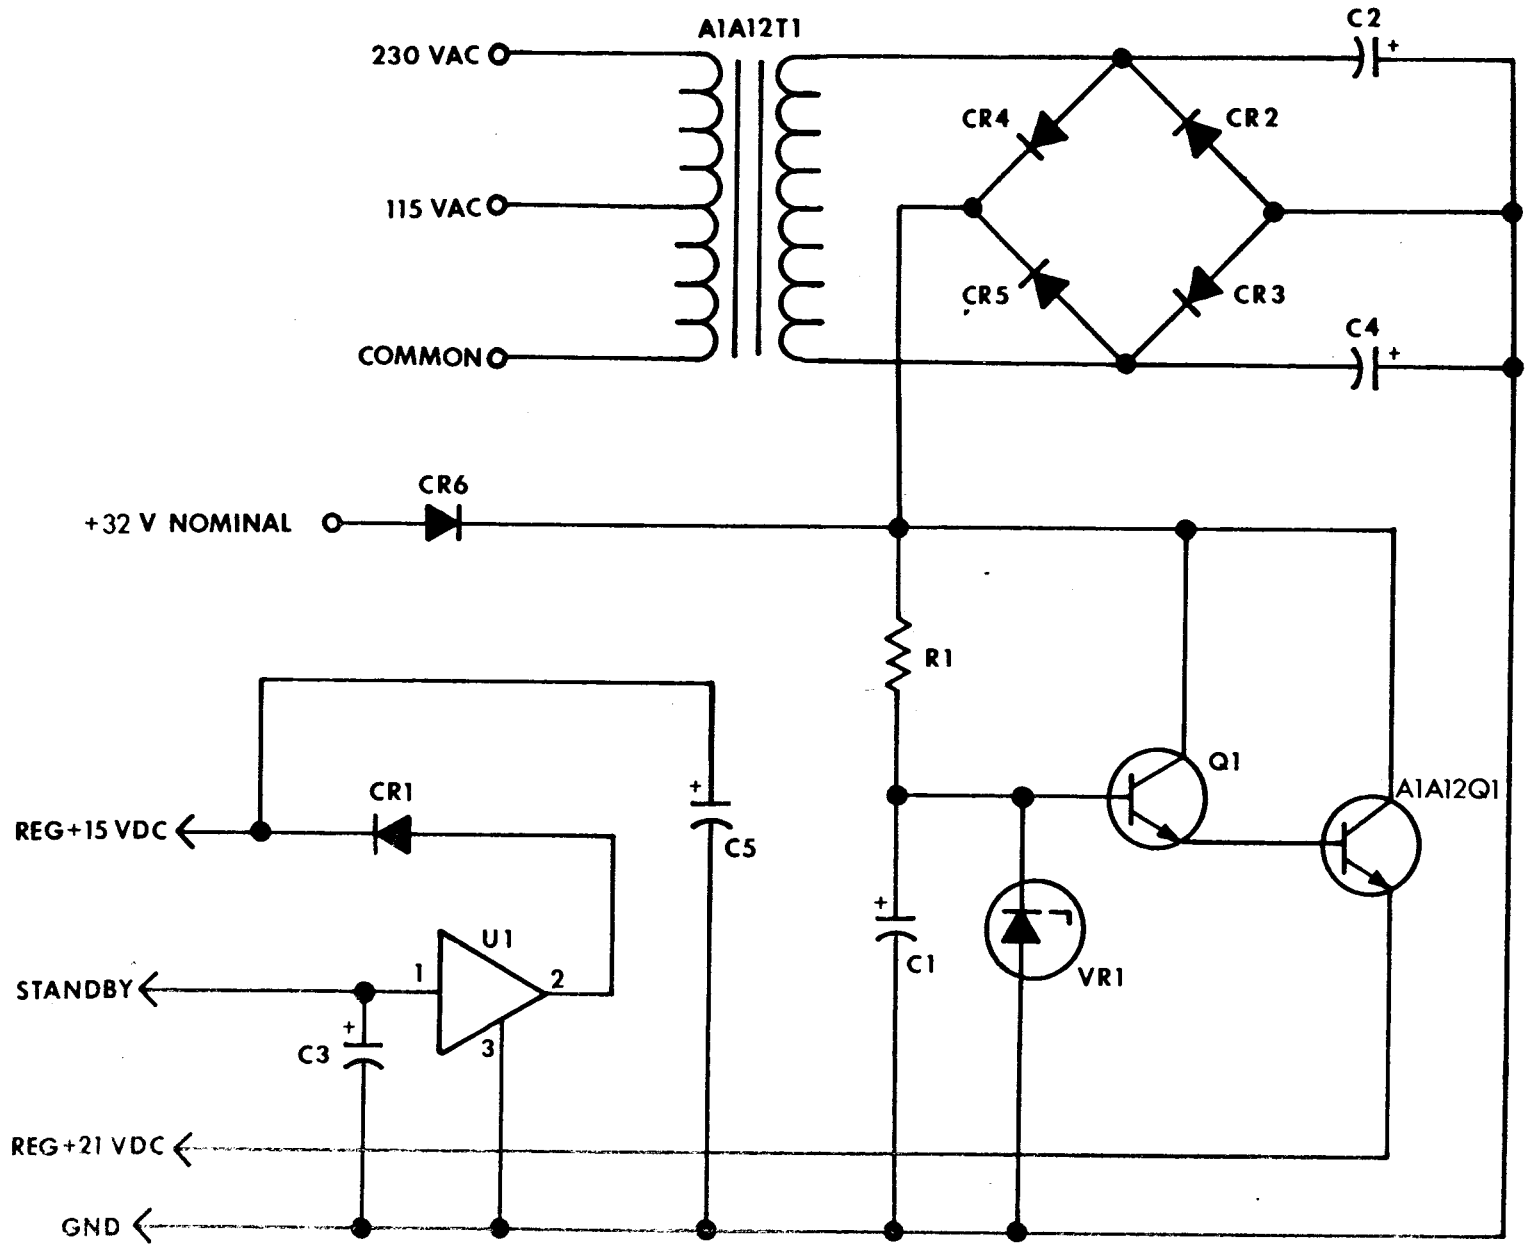 A1A12T1
C2
230 VAC
+
CR4
CR2
115 VAC
CR5
CR3
C4
+
COMMON
CR6
+32 V NOMINAL
R1
Q1
A1A12Q1
CR1
+
REG+15 VDC
C5
+
U1
1
2
C1
VR1
STANDBY
+
C3
3
REG+21 VDC
GND